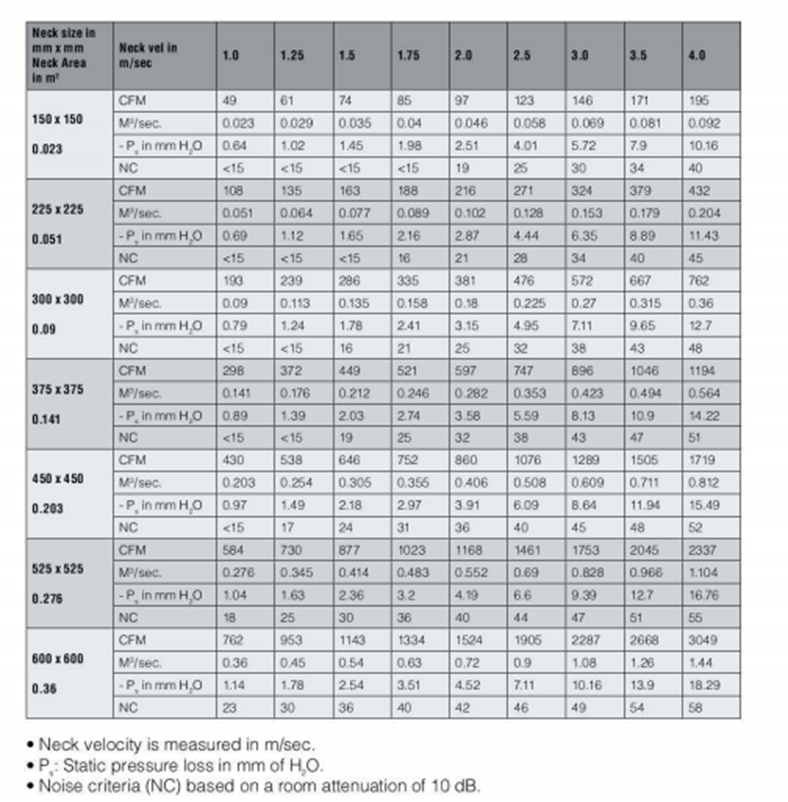 Neck size in mm x mm Neck Area in m² Neck vel in m/sec 1.0 1.25 1.5 1.75 2.0 2.5 3.0 3.5 4.0
150 x 150 0.023
CFM 49 61 74 85 97 123 146 171 195
M³/sec. 0.023 0.029 0.035 0.04 0.046 0.058 0.069 0.081 0.092
- Ps in mm H2O 0.64 1.02 1.45 1.98 2.51 4.01 5.72 7.9 10.16
NC <15 <15 <15 <15 19 25 30 34 40
225 x 225 0.051
CFM 108 135 163 188 216 271 324 379 432
M³/sec. 0.051 0.064 0.077 0.089 0.102 0.128 0.153 0.179 0.204
- Ps in mm H2O 0.69 1.12 1.65 2.16 2.87 4.44 6.35 8.89 11.43
NC <15 <15 <15 16 21 28 34 40 45
300 x 300 0.09
CFM 193 239 286 335 381 476 572 667 762
M³/sec. 0.09 0.113 0.135 0.158 0.18 0.225 0.27 0.315 0.36
- Ps in mm H2O 0.79 1.24 1.78 2.41 3.15 4.95 7.11 9.65 12.7
NC <15 <15 16 21 25 32 38 43 48
375 x 375 0.141
CFM 298 372 449 521 597 747 896 1046 1194
M³/sec. 0.141 0.176 0.212 0.246 0.282 0.353 0.423 0.494 0.564
- Ps in mm H2O 0.89 1.39 2.03 2.74 3.58 5.59 8.13 10.9 14.22
NC <15 <15 19 25 32 38 43 47 51
450 x 450 0.203
CFM 430 538 646 752 860 1076 1289 1505 1719
M³/sec. 0.203 0.254 0.305 0.355 0.406 0.508 0.609 0.711 0.812
- Ps in mm H2O 0.97 1.49 2.18 2.97 3.91 6.09 8.64 11.94 15.49
NC <15 17 24 31 36 40 45 48 52
525 x 525 0.276
CFM 584 730 877 1023 1168 1461 1753 2045 2337
M³/sec. 0.276 0.345 0.414 0.483 0.552 0.69 0.828 0.966 1.104
- Ps in mm H2O 1.04 1.63 2.36 3.2 4.19 6.6 9.39 12.7 16.76
NC 18 25 30 36 40 44 47 51 55
600 x 600 0.36
CFM 762 953 1143 1334 1524 1905 2287 2668 3049
M³/sec. 0.36 0.45 0.54 0.63 0.72 0.9 1.08 1.26 1.44
- Ps in mm H2O 1.14 1.78 2.54 3.51 4.52 7.11 10.16 13.9 18.29
NC 23 30 36 40 42 46 49 54 58
• Neck velocity is measured in m/sec.
• Ps: Static pressure loss in mm of H2O.
• Noise criteria (NC) based on a room attenuation of 10 dB.